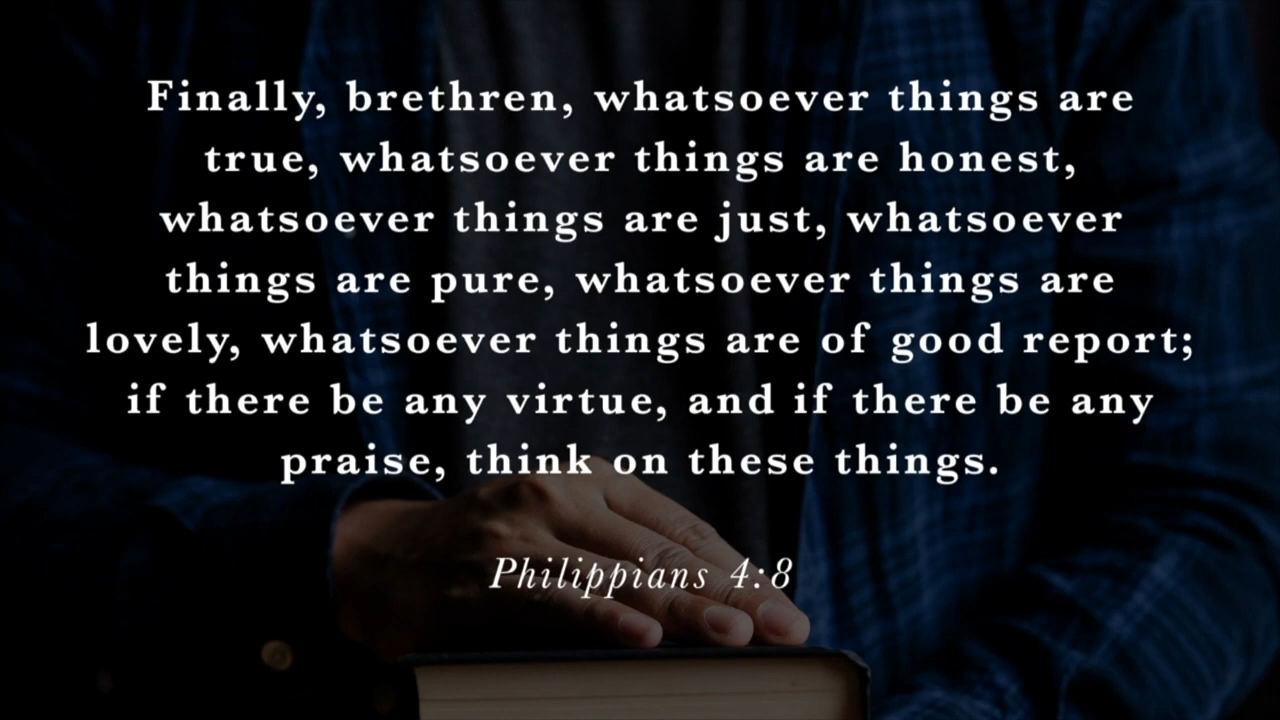 Finally, brethren, whatsoever things are
true, whatsoever things are honest,
whatsoever things are just, whatsoever
things are pure, whatsoever things are
lovely, whatsoever things are of good report;
if there be any virtue, and if there be any
praise, think on these things.
Philippians 4:8